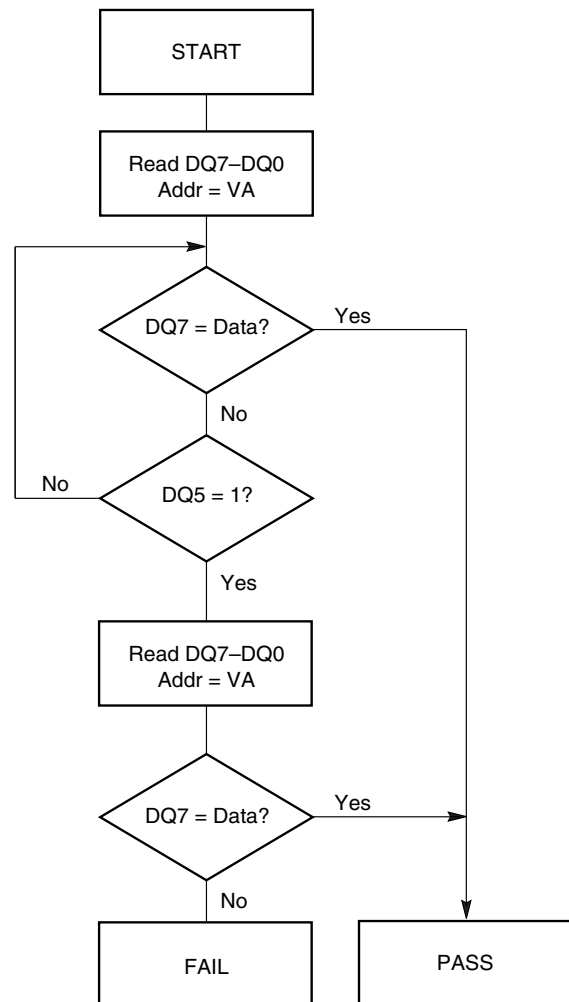 START
Read DQ7–DQ0
Addr = VA
DQ7 = Data?
Yes
No
No
DQ5 = 1?
Yes
Read DQ7–DQ0
Addr = VA
DQ7 = Data?
Yes
No
FAIL
PASS